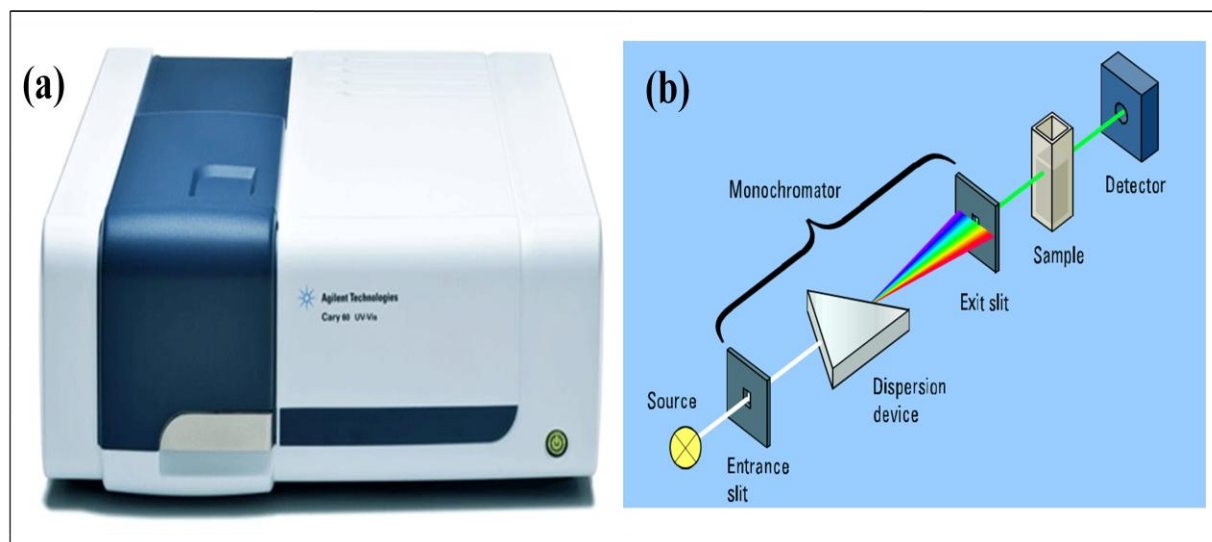 (a)
Agilent Technologies
Cary 60 UV-Vis
(b)
Monochromator
Detector
Sample
Exit slit
Dispersion
device
Source
Entrance
slit